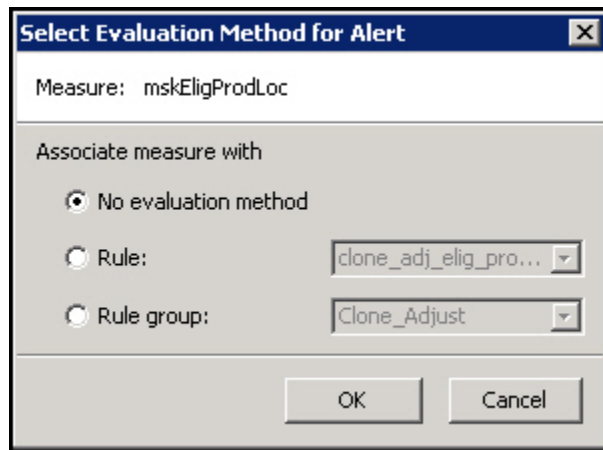 Select Evaluation Method for Alert
Measure: mskEligProdLoc
Associate measure with
No evaluation method
Rule: clone_adj_elig_pro...
Rule group: Clone_Adjust
OK Cancel